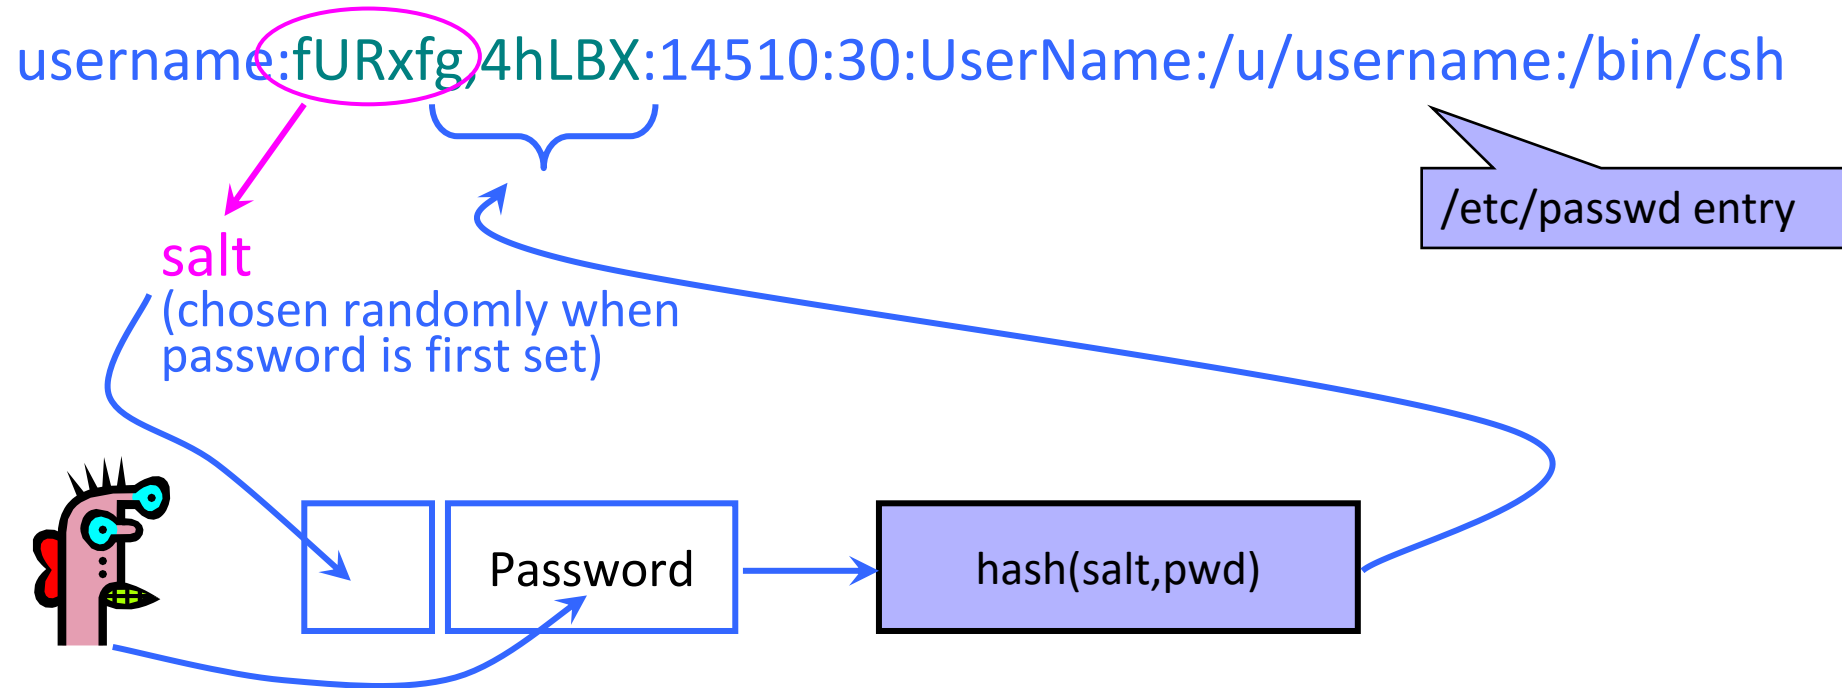 username:fURxfg,4hLBX:14510:30:UserName:/u/username:/bin/csh
/etc/passwd entry
salt
(chosen randomly when
password is first set)
Password
hash(salt,pwd)